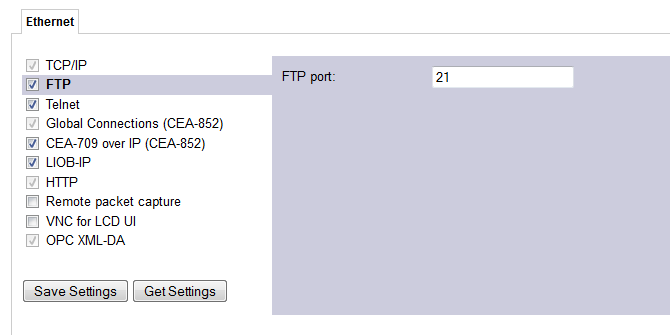 Ethernet
TCP/IP
FTP
FTP port: 21
Telnet
Global Connections (CEA-852)
CEA-709 over IP (CEA-852)
LIOB-IP
HTTP
Remote packet capture
VNC for LCD UI
OPC XML-DA
Save Settings Get Settings